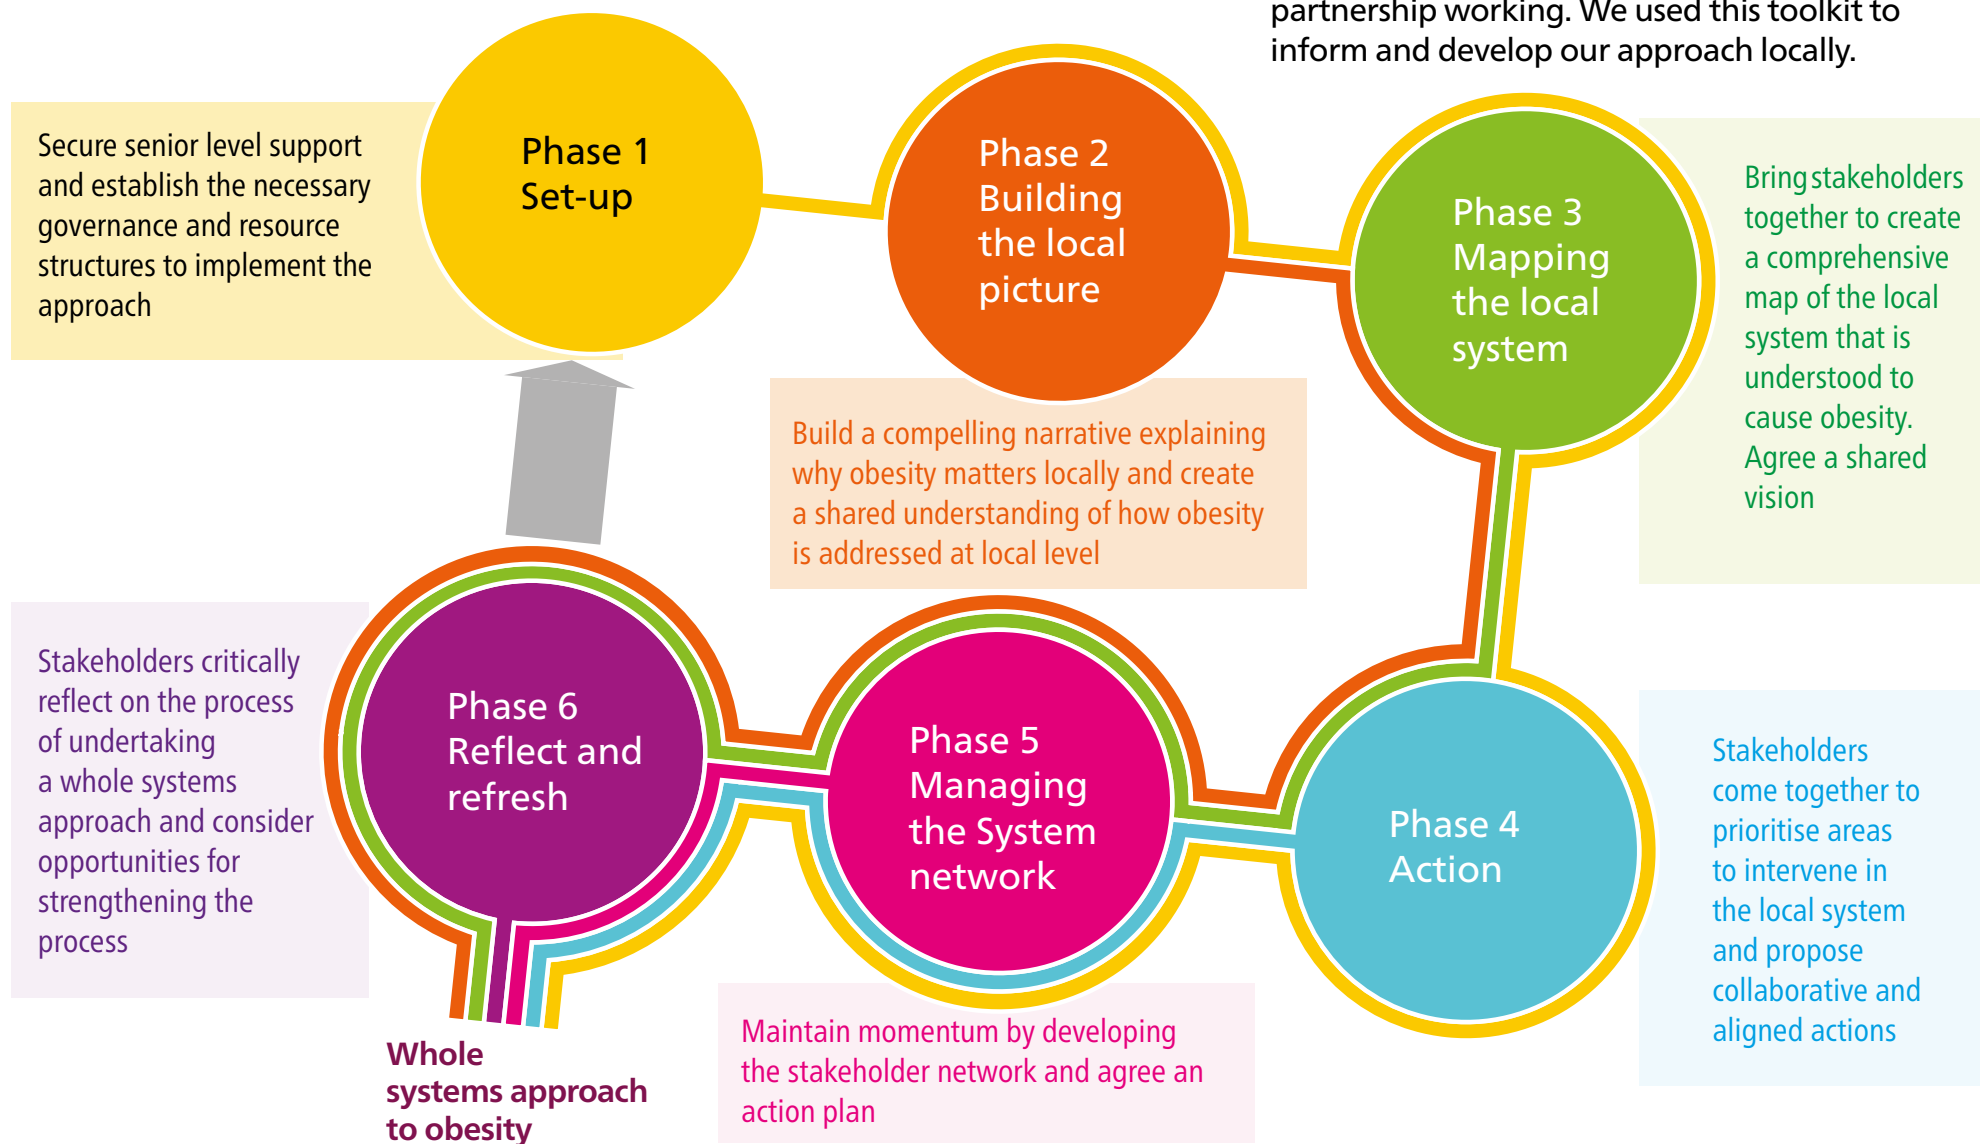 partnership working. We used this toolkit to
inform and develop our approach locally.
Phase 1
Set-up
Secure senior level support
and establish the necessary
governance and resource
structures to implement the
approach
Phase 2
Building
the local
picture
Build a compelling narrative explaining
why obesity matters locally and create
a shared understanding of how obesity
is addressed at local level
Phase 3
Mapping
the local
system
Bring stakeholders
together to create
a comprehensive
map of the local
system that is
understood to
cause obesity.
Agree a shared
vision
Phase 4
Action
Stakeholders
come together to
prioritise areas
to intervene in
the local system
and propose
collaborative and
aligned actions
Phase 5
Managing
the System
network
Maintain momentum by developing
the stakeholder network and agree an
action plan
Phase 6
Reflect and
refresh
Stakeholders critically
reflect on the process
of undertaking
a whole systems
approach and consider
opportunities for
strengthening the
process
Whole
systems approach
to obesity